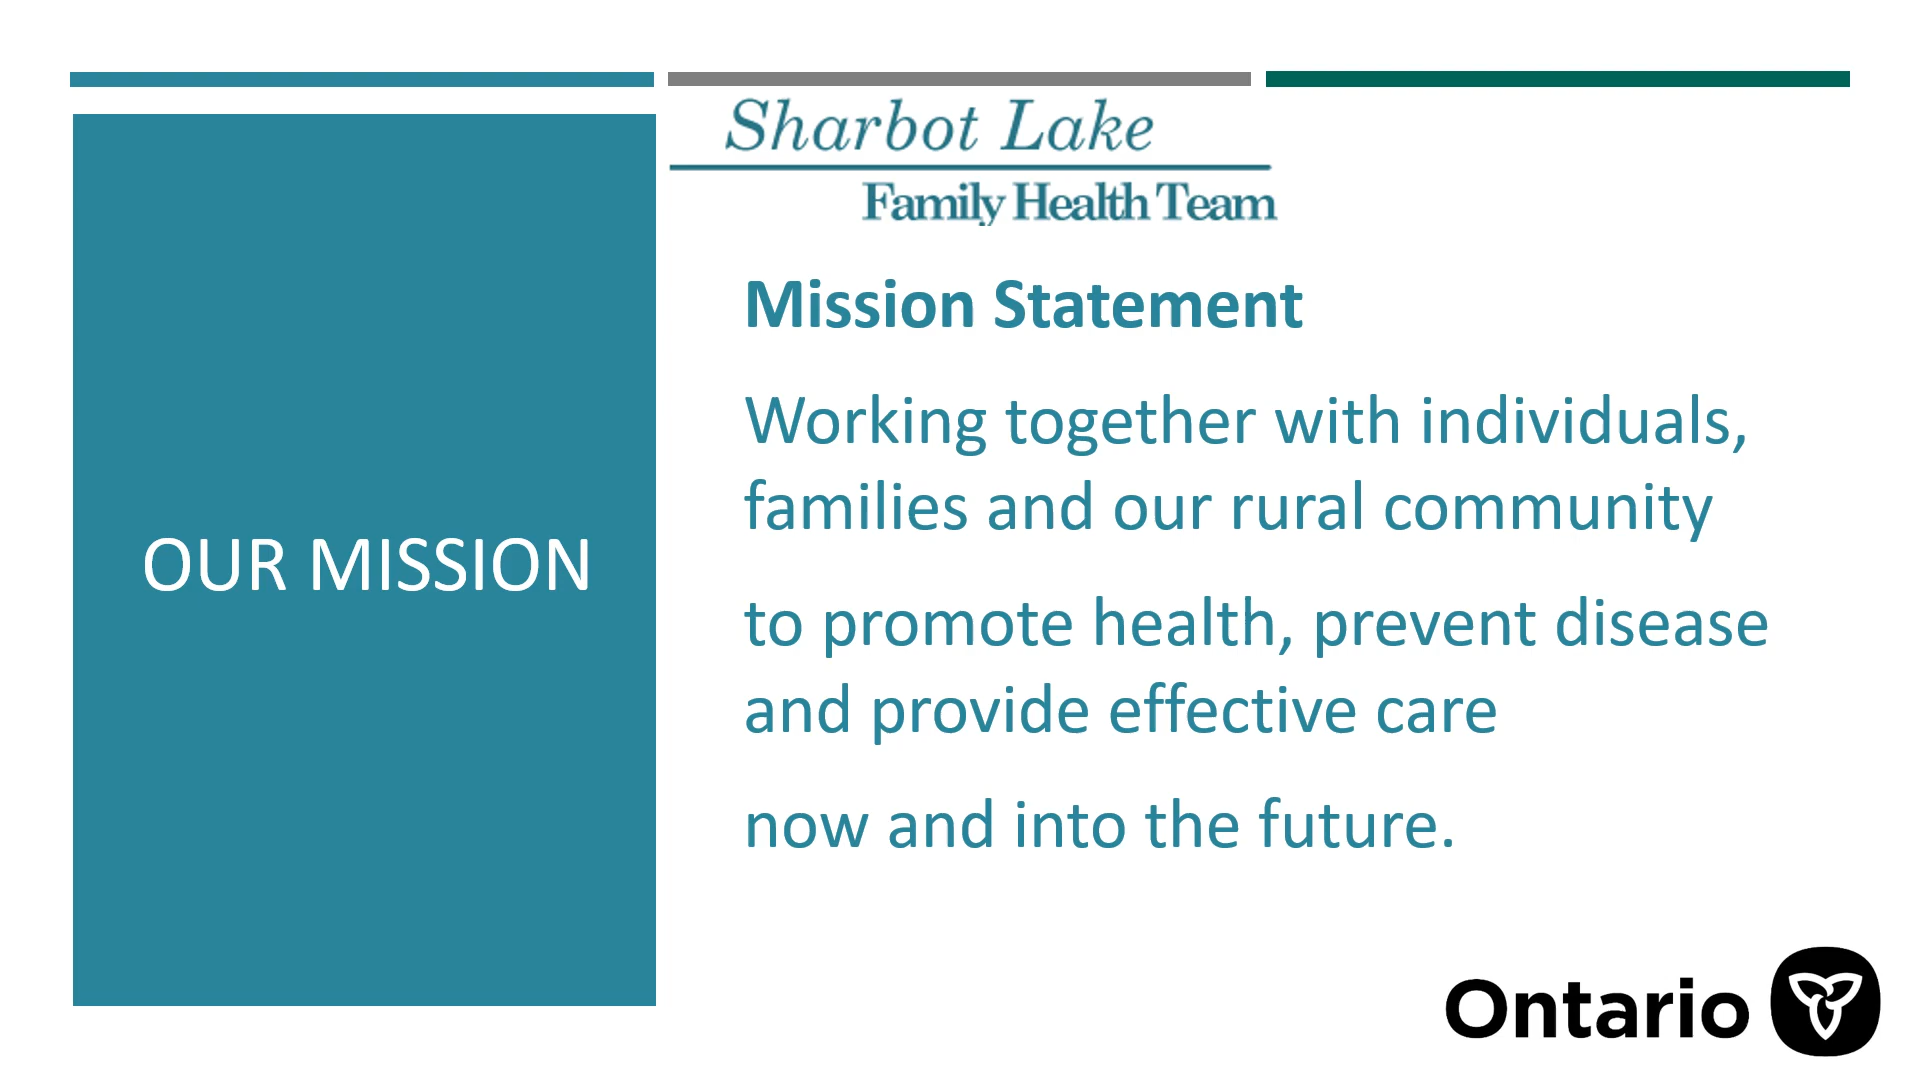 Sharbot Lake
Family Health Team
OUR MISSION
Mission Statement
Working together with individuals,
families and our rural community
to promote health, prevent disease
and provide effective care
now and into the future.
Ontario